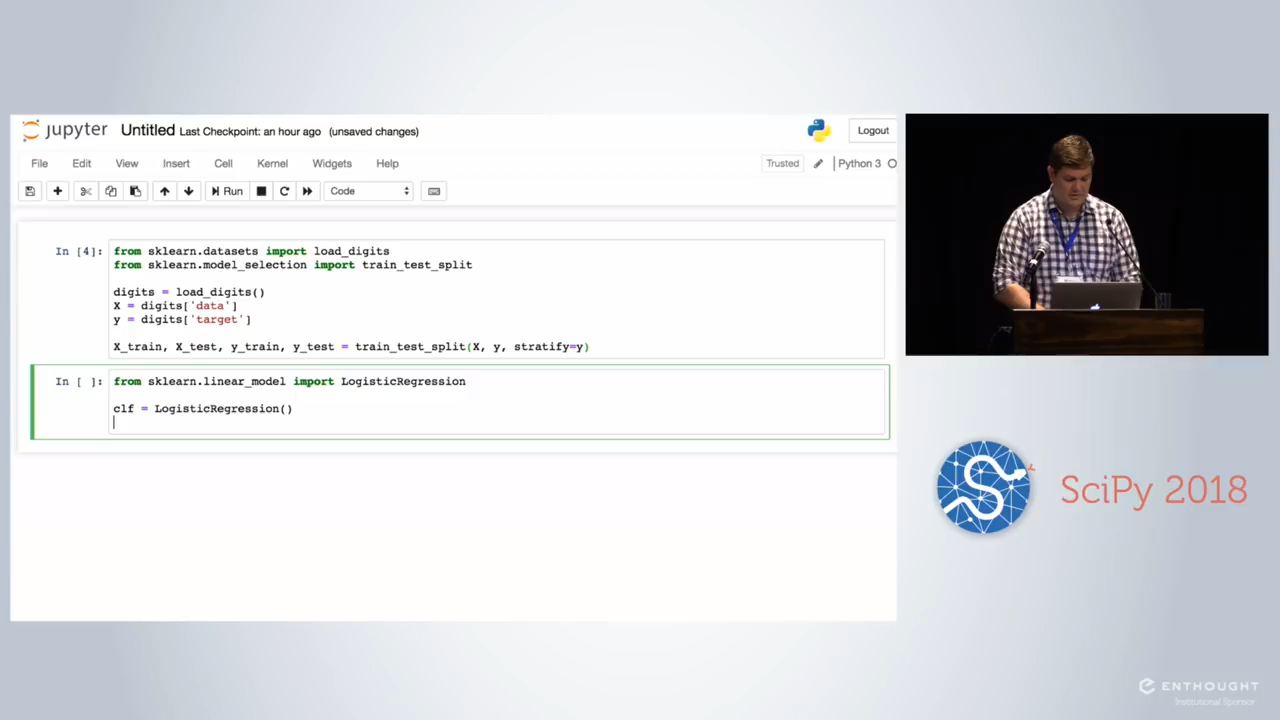 jupyter Untitled Last Checkpoint: an hour ago (unsaved changes)
Logout
File Edit View Insert Cell Kernel Widgets Help
Trusted Python 3
Run Code
In [4]: from sklearn.datasets import load_digits
from sklearn.model_selection import train_test_split
digits = load_digits()
X = digits['data']
y = digits['target']
X_train, X_test, y_train, y_test = train_test_split(X, y, stratify=y)
In [ ]: from sklearn.linear_model import LogisticRegression
clf = LogisticRegression()
SciPy 2018
ENTHOUGHT
Institutional Sponsor